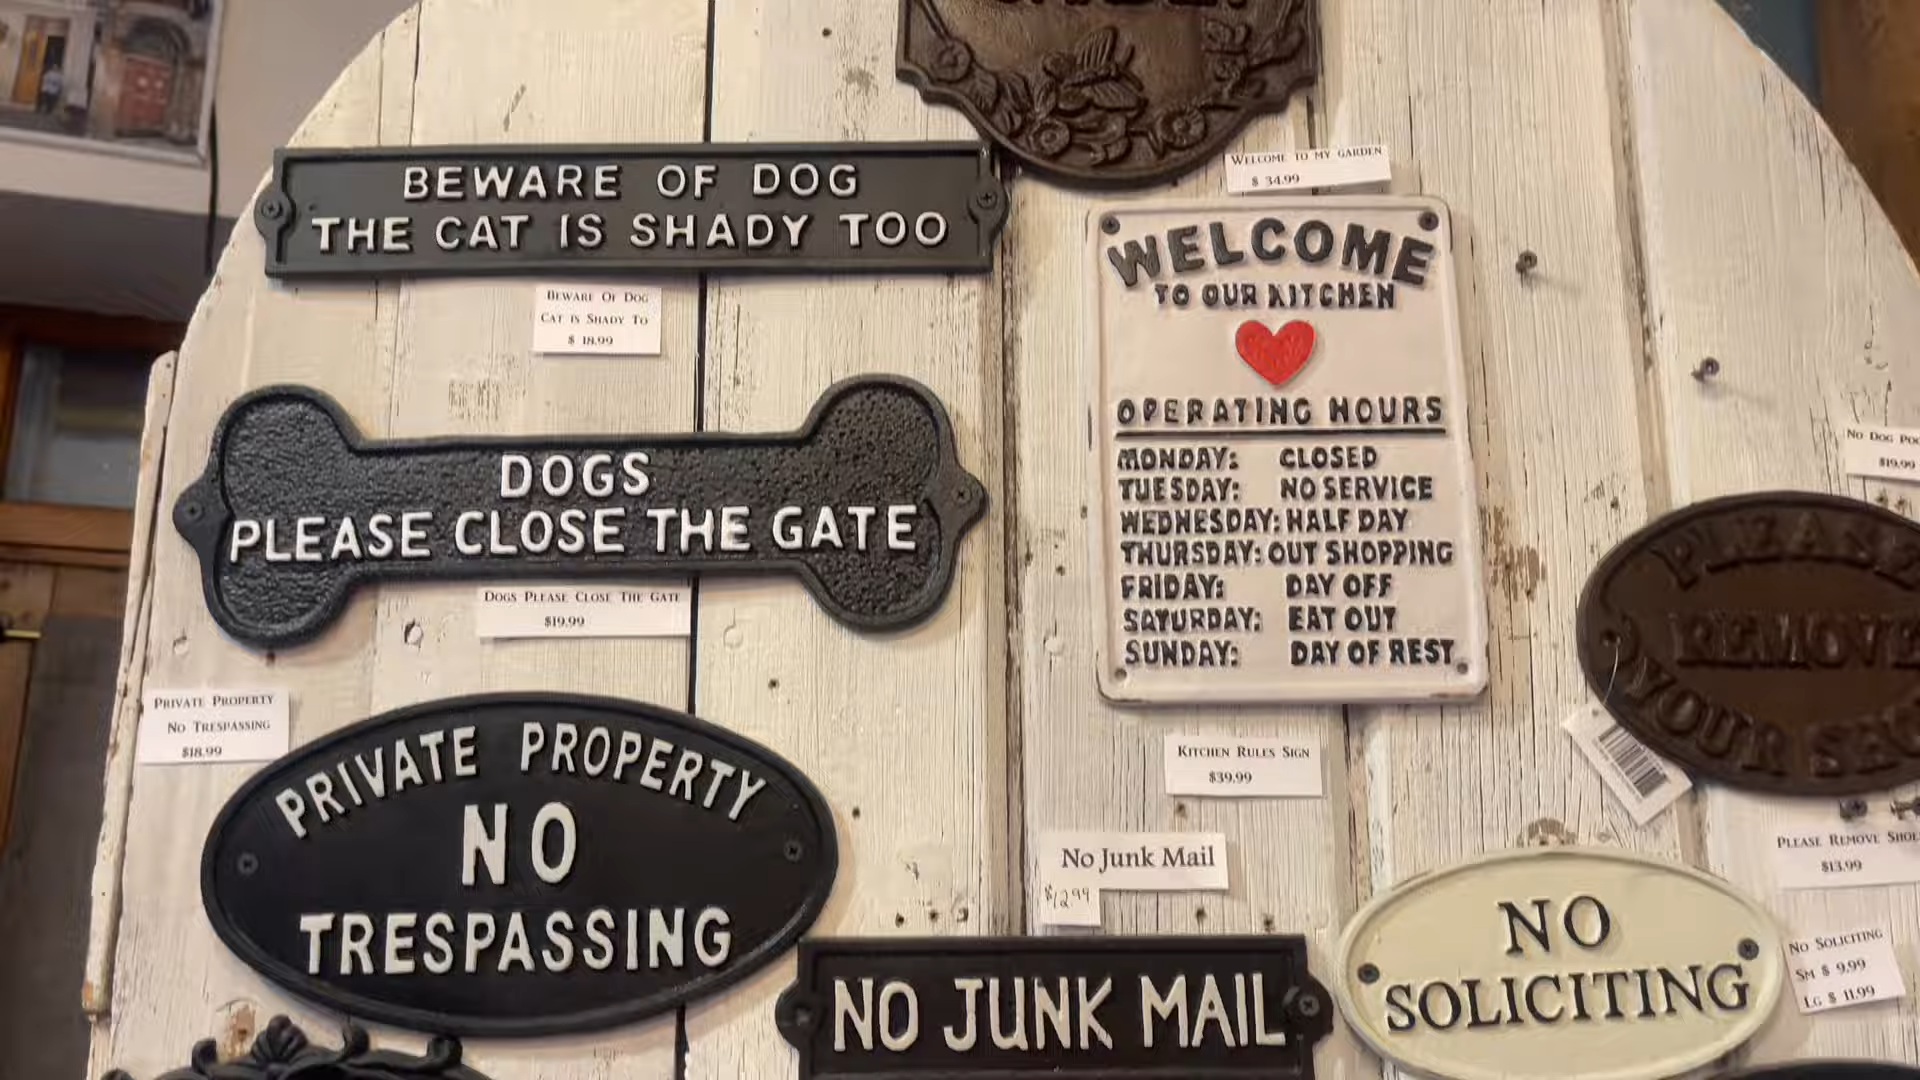 BEWARE OF DOG
THE CAT IS SHADY TOO
BEWARE OF DOG
CAT IS SHADY TO
$ 18.99
WELCOME TO MY GARDEN
$ 34.99
WELCOME
TO OUR KITCHEN
OPERATING HOURS
MONDAY: CLOSED
TUESDAY: NO SERVICE
WEDNESDAY: HALF DAY
THURSDAY: OUT SHOPPING
FRIDAY: DAY OFF
SATURDAY: EAT OUT
SUNDAY: DAY OF REST
KITCHEN RULES SIGN
$39.99
DOGS
PLEASE CLOSE THE GATE
DOGS PLEASE CLOSE THE GATE
$19.99
NO DOG
$19.99
PLEASE
REMOVE
YOUR
PLEASE REMOVE
$13.99
PRIVATE PROPERTY
NO TRESPASSING
$18.99
PRIVATE PROPERTY
NO
TRESPASSING
No Junk Mail
$12.99
NO JUNK MAIL
NO
SOLICITING
NO SOLICITING
SM $ 9.99
LG $ 11.99